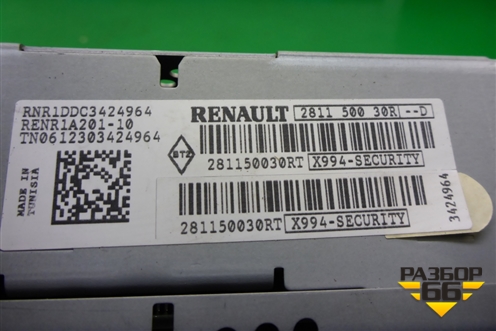 RNR1DDC3424964
RENR1A201-10
TN0612303424964
MADE IN
TUNISIA
RENAULT 2811 500 30R --D
BTZ
281150030RT X994-SECURITY
281150030RT X994-SECURITY
3424964
РАЗБОР
66